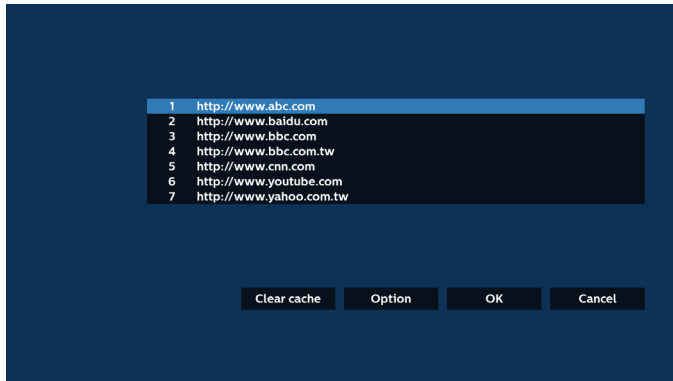 1 http://www.abc.com
2 http://www.baidu.com
3 http://www.bbc.com
4 http://www.bbc.com.tw
5 http://www.cnn.com
6 http://www.youtube.com
7 http://www.yahoo.com.tw
Clear cache Option OK Cancel